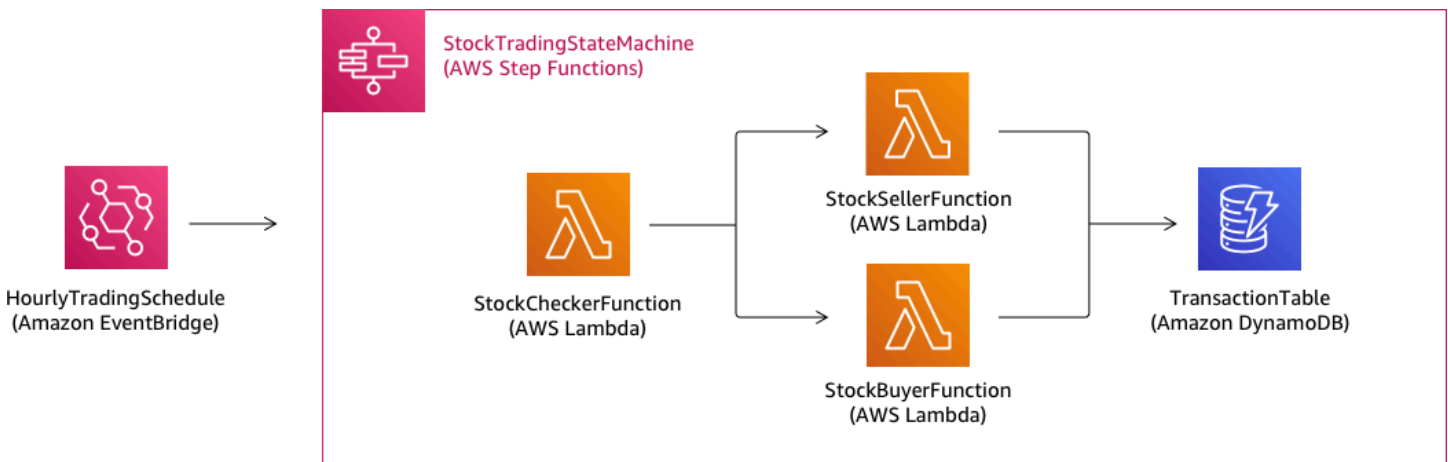 StockTradingStateMachine
(AWS Step Functions)
HourlyTradingSchedule
(Amazon EventBridge)
StockCheckerFunction
(AWS Lambda)
StockSellerFunction
(AWS Lambda)
StockBuyerFunction
(AWS Lambda)
TransactionTable
(Amazon DynamoDB)